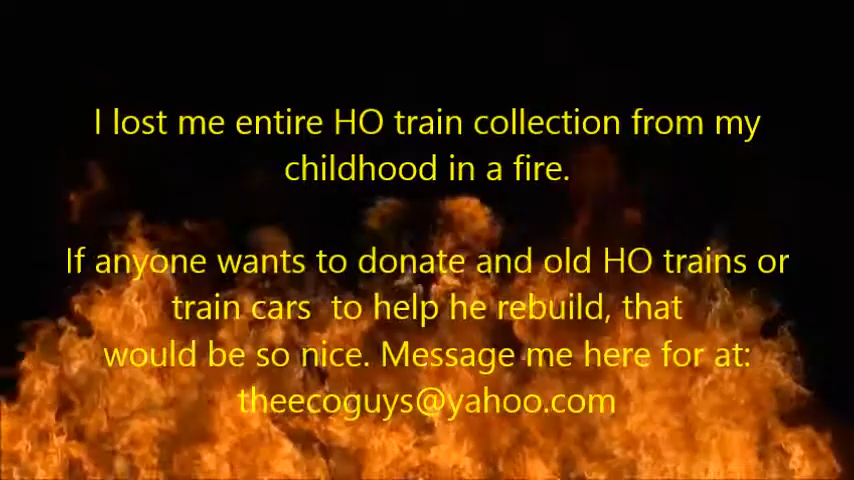 I lost me entire HO train collection from my
childhood in a fire.
If anyone wants to donate and old HO trains or
train cars  to help he rebuild, that
would be so nice. Message me here for at:
theecoguys@yahoo.com